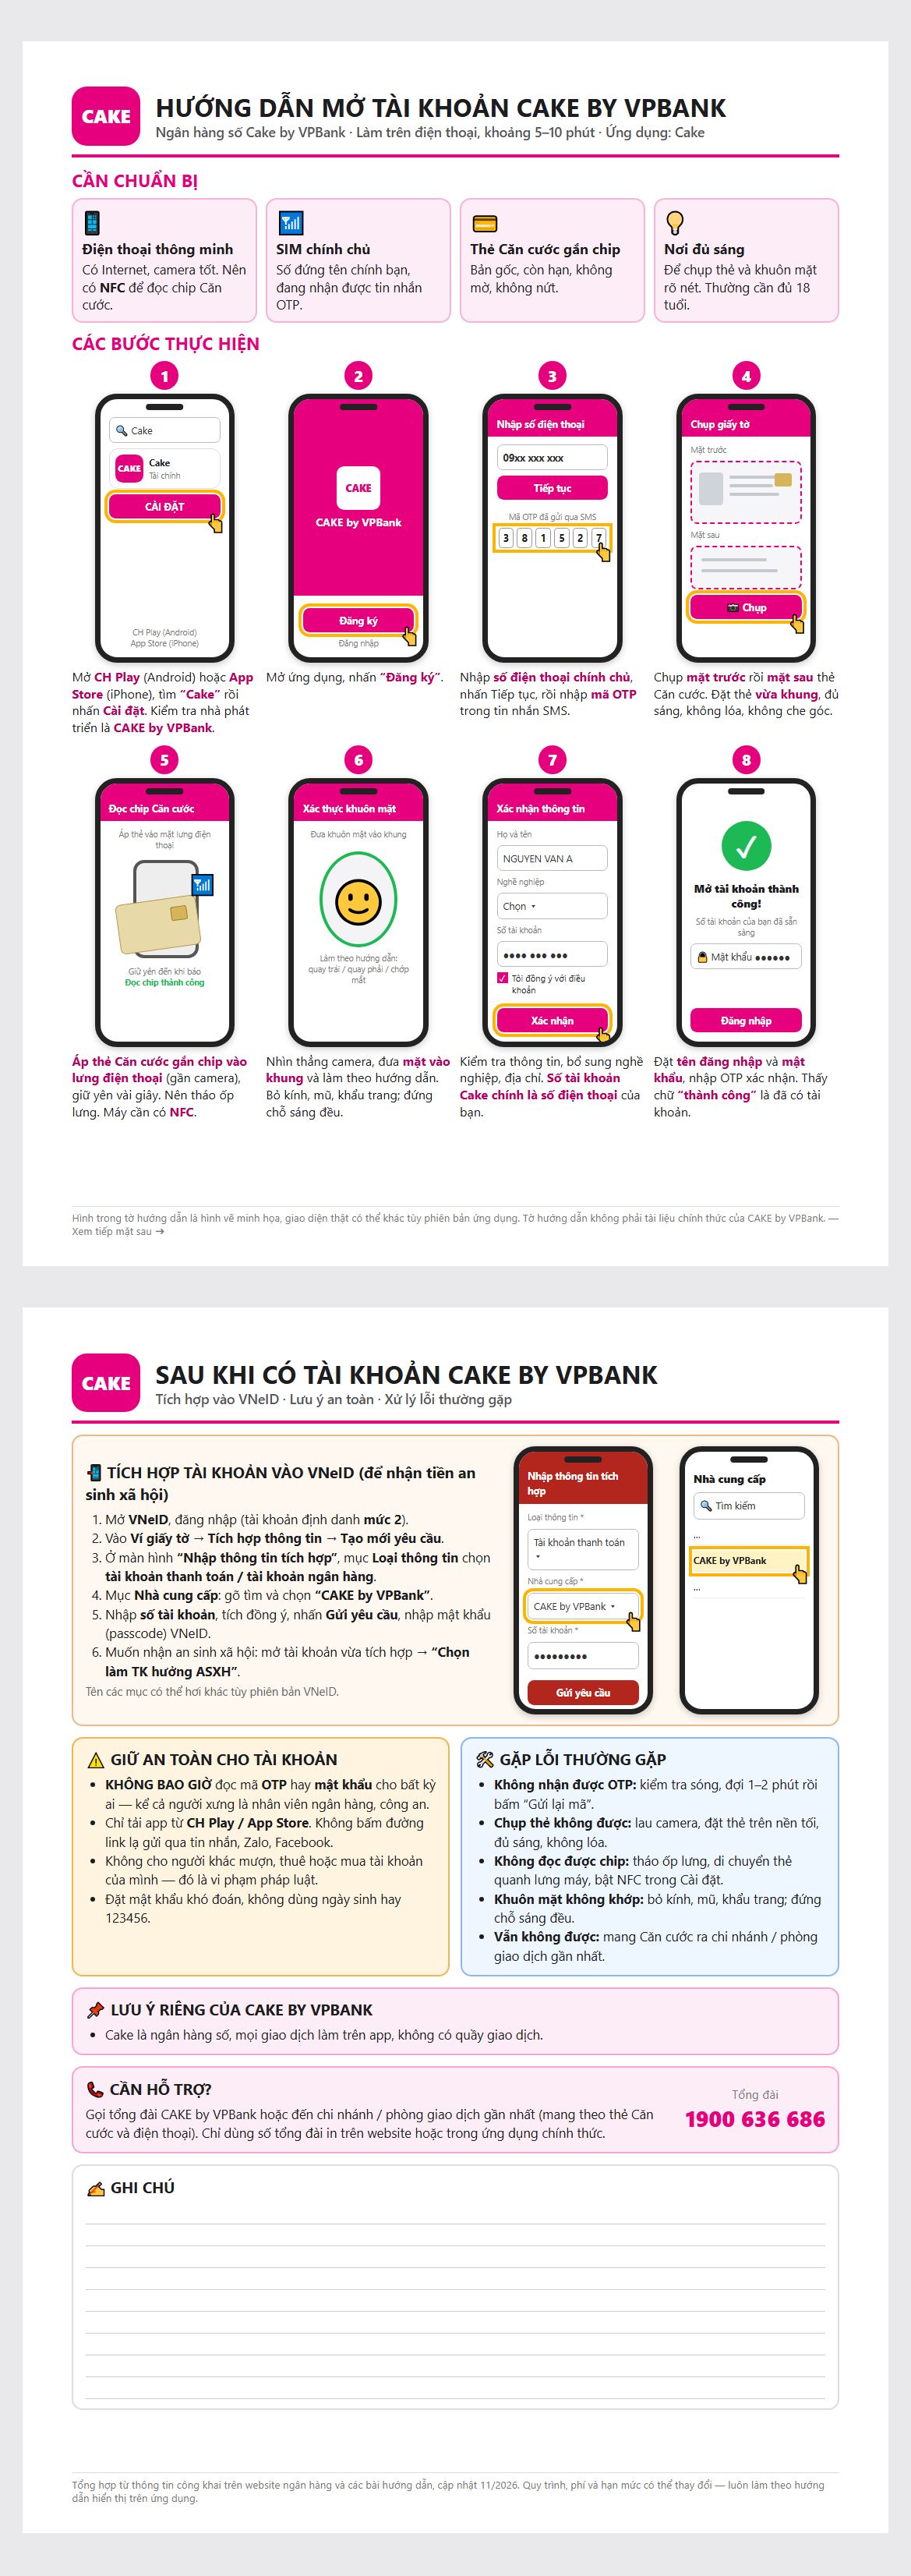 CAKE
HƯỚNG DẪN MỞ TÀI KHOẢN CAKE BY VPBANK
Ngân hàng số Cake by VPBank · Làm trên điện thoại, khoảng 5–10 phút · Ứng dụng: Cake
CẦN CHUẨN BỊ
Điện thoại thông minh
Có Internet, camera tốt. Nên
có NFC để đọc chip Căn
cước.
SIM chính chủ
Số đứng tên chính bạn,
đang nhận được tin nhắn
OTP.
Thẻ Căn cước gắn chip
Bản gốc, còn hạn, không
mờ, không nứt.
Nơi đủ sáng
Để chụp thẻ và khuôn mặt
rõ nét. Thường cần đủ 18
tuổi.
CÁC BƯỚC THỰC HIỆN
1
Cake
CAKE
Cake
Tài chính
CÀI ĐẶT
CH Play (Android)
App Store (iPhone)
Mở CH Play (Android) hoặc App
Store (iPhone), tìm “Cake” rồi
nhấn Cài đặt. Kiểm tra nhà phát
triển là CAKE by VPBank.
2
CAKE
CAKE by VPBank
Đăng ký
Đăng nhập
Mở ứng dụng, nhấn “Đăng ký”.
3
Nhập số điện thoại
09xx xxx xxx
Tiếp tục
Mã OTP đã gửi qua SMS
3 8 1 5 2 7
Nhập số điện thoại chính chủ,
nhấn Tiếp tục, rồi nhập mã OTP
trong tin nhắn SMS.
4
Chụp giấy tờ
Mặt trước
Mặt sau
Chụp
Chụp mặt trước rồi mặt sau thẻ
Căn cước. Đặt thẻ vừa khung, đủ
sáng, không lóa, không che góc.
5
Đọc chip Căn cước
Áp thẻ vào mặt lưng điện
thoại
Giữ yên đến khi báo
Đọc chip thành công
Áp thẻ Căn cước gắn chip vào
lưng điện thoại (gần camera),
giữ yên vài giây. Nên tháo ốp
lưng. Máy cần có NFC.
6
Xác thực khuôn mặt
Đưa khuôn mặt vào khung
Làm theo hướng dẫn:
quay trái / quay phải / chớp
mắt
Nhìn thẳng camera, đưa mặt vào
khung và làm theo hướng dẫn.
Bỏ kính, mũ, khẩu trang; đứng
chỗ sáng đều.
7
Xác nhận thông tin
Họ và tên
NGUYEN VAN A
Nghề nghiệp
Chọn ▾
Số tài khoản
●●●● ●●● ●●●
Tôi đồng ý với điều
khoản
Xác nhận
Kiểm tra thông tin, bổ sung nghề
nghiệp, địa chỉ. Số tài khoản
Cake chính là số điện thoại của
bạn.
8
Mở tài khoản thành
công!
Số tài khoản của bạn đã sẵn
sàng
Mật khẩu ●●●●●●
Đăng nhập
Đặt tên đăng nhập và mật
khẩu, nhập OTP xác nhận. Thấy
chữ “thành công” là đã có tài
khoản.
Hình trong tờ hướng dẫn là hình vẽ minh họa, giao diện thật có thể khác tùy phiên bản ứng dụng. Tờ hướng dẫn không phải tài liệu chính thức của CAKE by VPBank. —
Xem tiếp mặt sau →
CAKE
SAU KHI CÓ TÀI KHOẢN CAKE BY VPBANK
Tích hợp vào VNeID · Lưu ý an toàn · Xử lý lỗi thường gặp
TÍCH HỢP TÀI KHOẢN VÀO VNeID (để nhận tiền an
sinh xã hội)
1. Mở VNeID, đăng nhập (tài khoản định danh mức 2).
2. Vào Ví giấy tờ → Tích hợp thông tin → Tạo mới yêu cầu.
3. Ở màn hình “Nhập thông tin tích hợp”, mục Loại thông tin chọn
tài khoản thanh toán / tài khoản ngân hàng.
4. Mục Nhà cung cấp: gõ tìm và chọn “CAKE by VPBank”.
5. Nhập số tài khoản, tích đồng ý, nhấn Gửi yêu cầu, nhập mật khẩu
(passcode) VNeID.
6. Muốn nhận an sinh xã hội: mở tài khoản vừa tích hợp → “Chọn
làm TK hưởng ASXH”.
Tên các mục có thể hơi khác tùy phiên bản VNeID.
Nhập thông tin tích
hợp
Loại thông tin *
Tài khoản thanh toán
▾
Nhà cung cấp *
CAKE by VPBank ▾
Số tài khoản *
●●●●●●●●●
Gửi yêu cầu
Nhà cung cấp
Tìm kiếm
...
CAKE by VPBank
...
GIỮ AN TOÀN CHO TÀI KHOẢN
• KHÔNG BAO GIỜ đọc mã OTP hay mật khẩu cho bất kỳ
ai — kể cả người xưng là nhân viên ngân hàng, công an.
• Chỉ tải app từ CH Play / App Store. Không bấm đường
link lạ gửi qua tin nhắn, Zalo, Facebook.
• Không cho người khác mượn, thuê hoặc mua tài khoản
của mình — đó là vi phạm pháp luật.
• Đặt mật khẩu khó đoán, không dùng ngày sinh hay
123456.
GẶP LỖI THƯỜNG GẶP
• Không nhận được OTP: kiểm tra sóng, đợi 1–2 phút rồi
bấm “Gửi lại mã”.
• Chụp thẻ không được: lau camera, đặt thẻ trên nền tối,
đủ sáng, không lóa.
• Không đọc được chip: tháo ốp lưng, di chuyển thẻ
quanh lưng máy, bật NFC trong Cài đặt.
• Khuôn mặt không khớp: bỏ kính, mũ, khẩu trang; đứng
chỗ sáng đều.
• Vẫn không được: mang Căn cước ra chi nhánh / phòng
giao dịch gần nhất.
LƯU Ý RIÊNG CỦA CAKE BY VPBANK
• Cake là ngân hàng số, mọi giao dịch làm trên app, không có quầy giao dịch.
CẦN HỖ TRỢ?
Gọi tổng đài CAKE by VPBank hoặc đến chi nhánh / phòng giao dịch gần nhất (mang theo thẻ Căn
cước và điện thoại). Chỉ dùng số tổng đài in trên website hoặc trong ứng dụng chính thức.
Tổng đài
1900 636 686
GHI CHÚ
Tổng hợp từ thông tin công khai trên website ngân hàng và các bài hướng dẫn, cập nhật 11/2026. Quy trình, phí và hạn mức có thể thay đổi — luôn làm theo hướng
dẫn hiển thị trên ứng dụng.